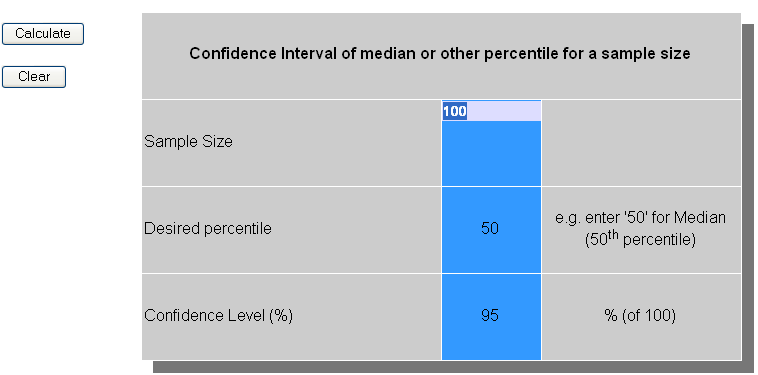 Calculate
Clear
Confidence Interval of median or other percentile for a sample size
Sample Size
100
Desired percentile
50
e.g. enter '50' for Median
(50th percentile)
Confidence Level (%)
95
% (of 100)